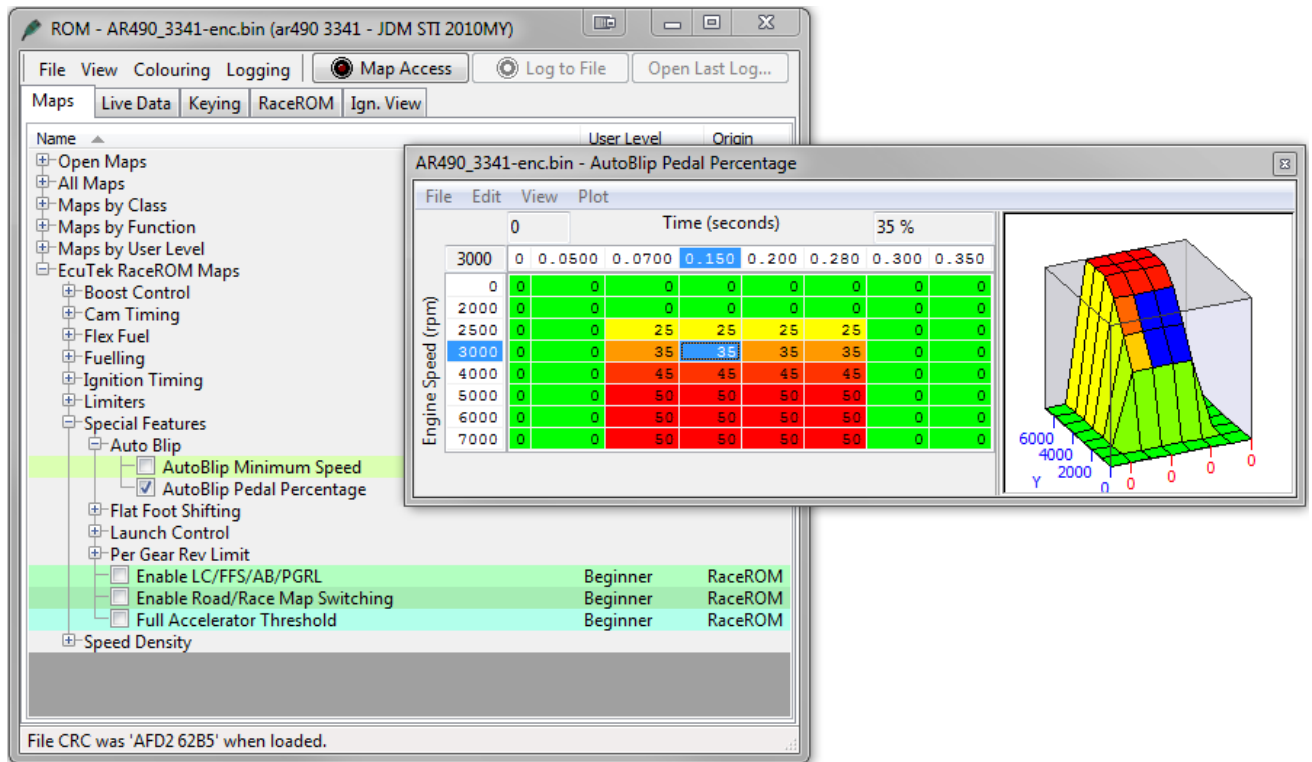 ROM - AR490_3341-enc.bin (ar490 3341 - JDM STI 2010MY)
File View Colouring Logging Map Access Log to File Open Last Log...
Maps Live Data Keying RaceROM Ign. View
Name User Level Origin
Open Maps
All Maps
Maps by Class
Maps by Function
Maps by User Level
EcuTek RaceROM Maps
Boost Control
Cam Timing
Flex Fuel
Fuelling
Ignition Timing
Limiters
Special Features
Auto Blip
AutoBlip Minimum Speed
AutoBlip Pedal Percentage
Flat Foot Shifting
Launch Control
Per Gear Rev Limit
Enable LC/FFS/AB/PGRL Beginner RaceROM
Enable Road/Race Map Switching Beginner RaceROM
Full Accelerator Threshold Beginner RaceROM
Speed Density
File CRC was 'AFD2 62B5' when loaded.
AR490_3341-enc.bin - AutoBlip Pedal Percentage
File Edit View Plot
0 Time (seconds) 35 %
3000 0 0.0500 0.0700 0.150 0.200 0.280 0.300 0.350
Engine Speed (rpm)
0 0 0 0 0 0 0 0 0
2000 0 0 0 0 0 0 0 0
2500 0 0 25 25 25 25 0 0
3000 0 0 35 35 35 35 0 0
4000 0 0 45 45 45 45 0 0
5000 0 0 50 50 50 50 0 0
6000 0 0 50 50 50 50 0 0
7000 0 0 50 50 50 50 0 0
6000
4000
2000
0
Y
0 0 0 0